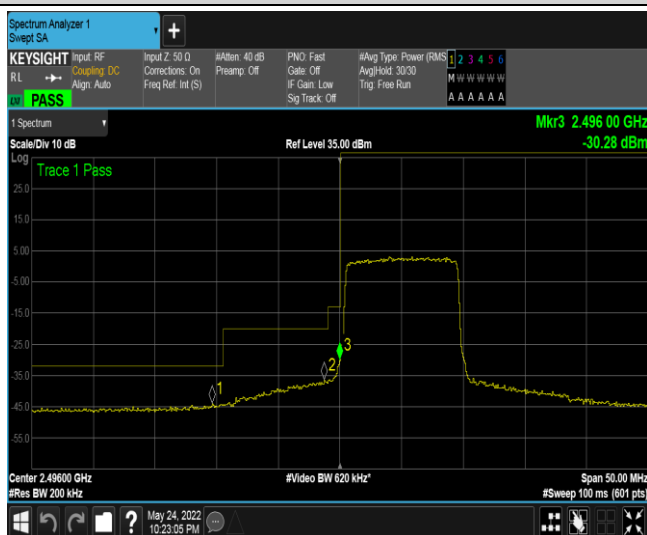 Spectrum Analyzer 1
Swept SA
+
KEYSIGHT
RL
Input: RF
Coupling: DC
Align: Auto
Input Z: 50 Ω
Corrections: On
Freq Ref: Int (S)
#Atten: 40 dB
Preamp: Off
PNO: Fast
Gate: Off
IF Gain: Low
Sig Track: Off
#Avg Type: Power (RMS
Avg|Hold: 30/30
Trig: Free Run
1 2 3 4 5 6
M W W W W W
A A A A A A
PASS
1 Spectrum
Scale/Div 10 dB
Ref Level 35.00 dBm
Mkr3 2.496 00 GHz
-30.28 dBm
Log
Trace 1 Pass
25.0
15.0
5.00
-5.00
-15.0
-25.0
-35.0
-45.0
-55.0
1
2
3
Center 2.49600 GHz
#Res BW 200 kHz
#Video BW 620 kHz*
Span 50.00 MHz
#Sweep 100 ms (601 pts)
?
May 24, 2022
10:23:05 PM